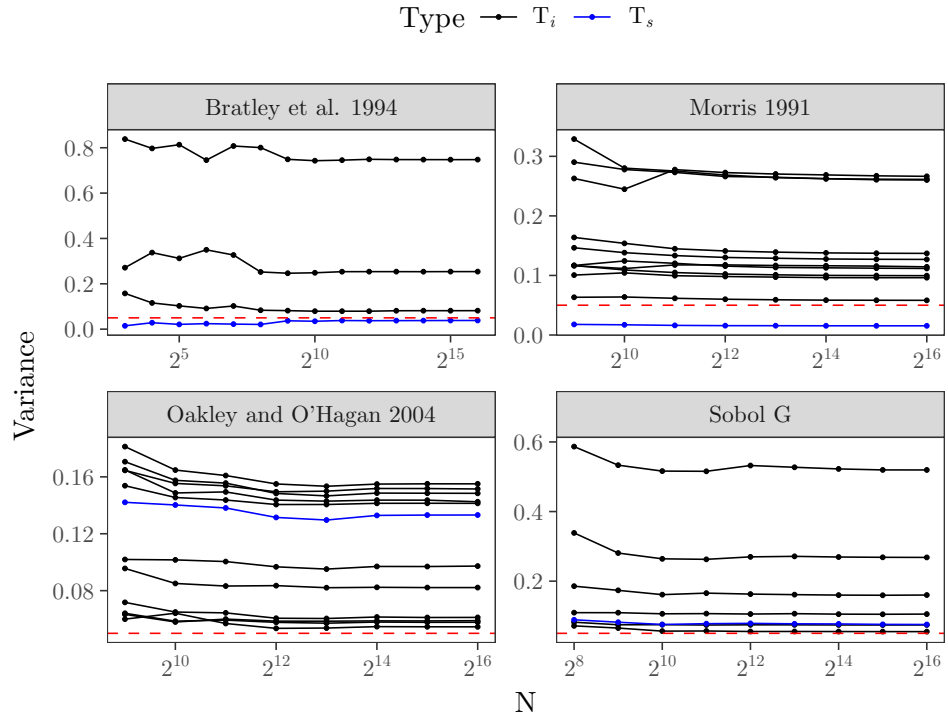 Type T_i T_s
Bratley et al. 1994
Morris 1991
0.8
0.6
0.4
0.2
0.0
2^5 2^10 2^15
0.3
0.2
0.1
0.0
2^10 2^12 2^14 2^16
Variance
Oakley and O'Hagan 2004
Sobol G
0.16
0.12
0.08
2^10 2^12 2^14 2^16
0.6
0.4
0.2
2^8 2^10 2^12 2^14 2^16
N